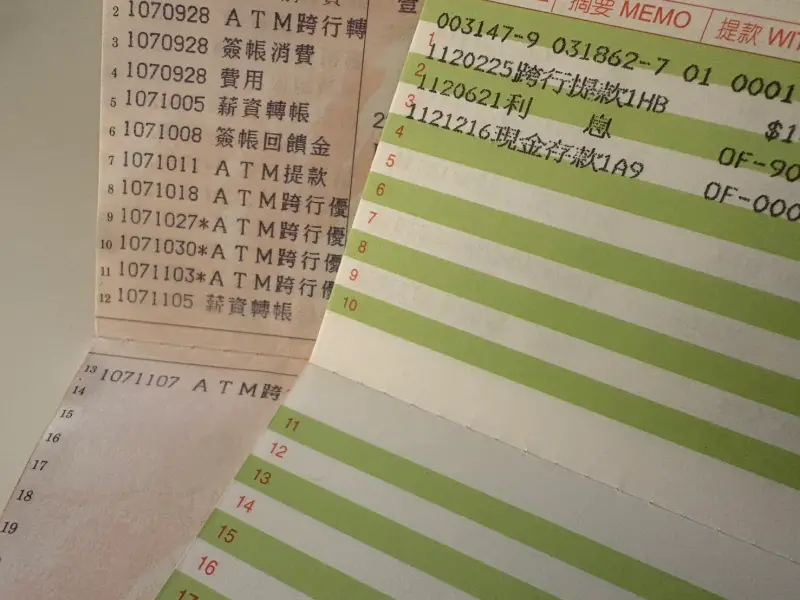 2 1070928 ATM跨行轉
3 1070928 簽帳消費
4 1070928 費用
5 1071005 薪資轉帳
6 1071008 簽帳回饋金
7 1071011 ATM提款
8 1071018 ATM跨行優
9 1071027*ATM跨行優
10 1071030*ATM跨行優
11 1071103*ATM跨行優
12 1071105 薪資轉帳
13 1071107 ATM跨
14
15
16
17
18
19
摘要 MEMO 提款 WIT
003147-9 031862-7 01 0001
1 1120225跨行提款1HB $1
2 1120621利 息 0F-90
3 1121216現金存款1A9 0F-000
4
5
6
7
8
9
10
11
12
13
14
15
16
17